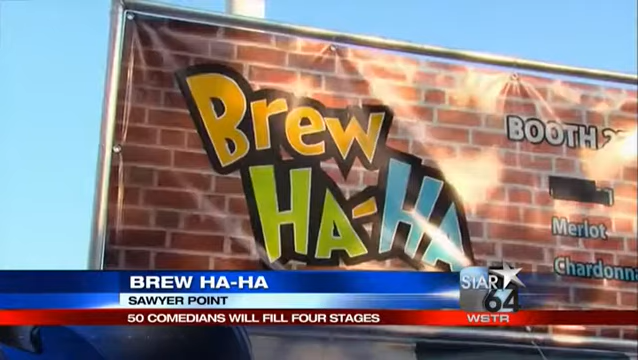 Brew
HA-HA
BOOTH
Merlot
BREW HA-HA
SAWYER POINT
50 COMEDIANS WILL FILL FOUR STAGES
STAR
64
WSTR